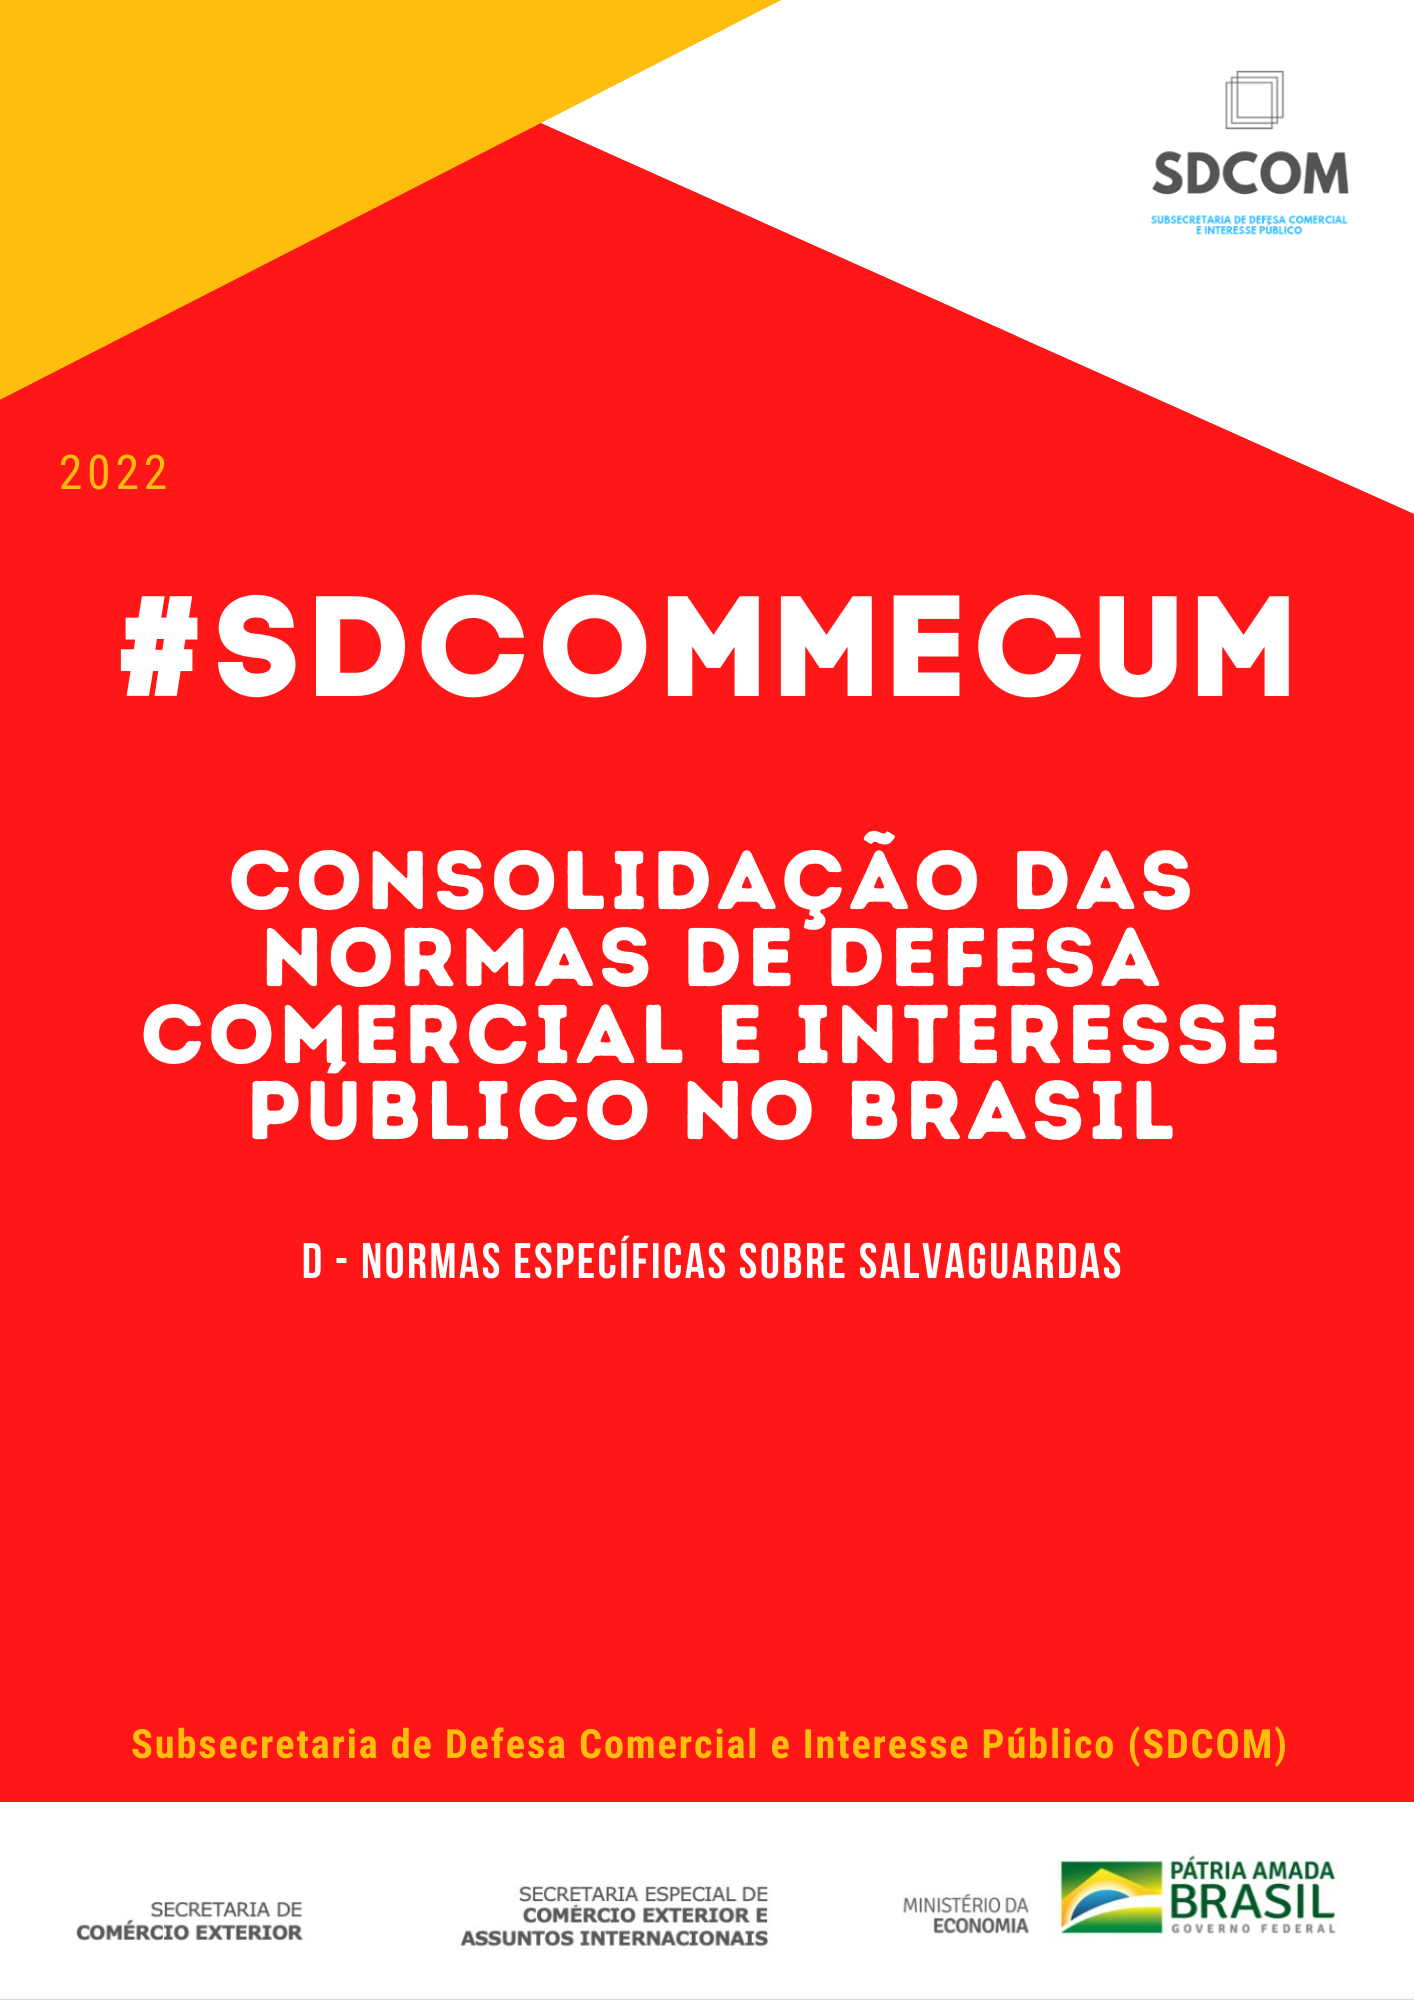 SDCOM
SUBSECRETARIA DE DEFESA COMERCIAL
E INTERESSE PÚBLICO
2022
#SDCOMMECUM
CONSOLIDAÇÃO DAS
NORMAS DE DEFESA
COMERCIAL E INTERESSE
PÚBLICO NO BRASIL
D - NORMAS ESPECÍFICAS SOBRE SALVAGUARDAS
Subsecretaria de Defesa Comercial e Interesse Público (SDCOM)
SECRETARIA DE
COMÉRCIO EXTERIOR
SECRETARIA ESPECIAL DE
COMÉRCIO EXTERIOR E
ASSUNTOS INTERNACIONAIS
MINISTÉRIO DA
ECONOMIA
PÁTRIA AMADA
BRASIL
GOVERNO FEDERAL